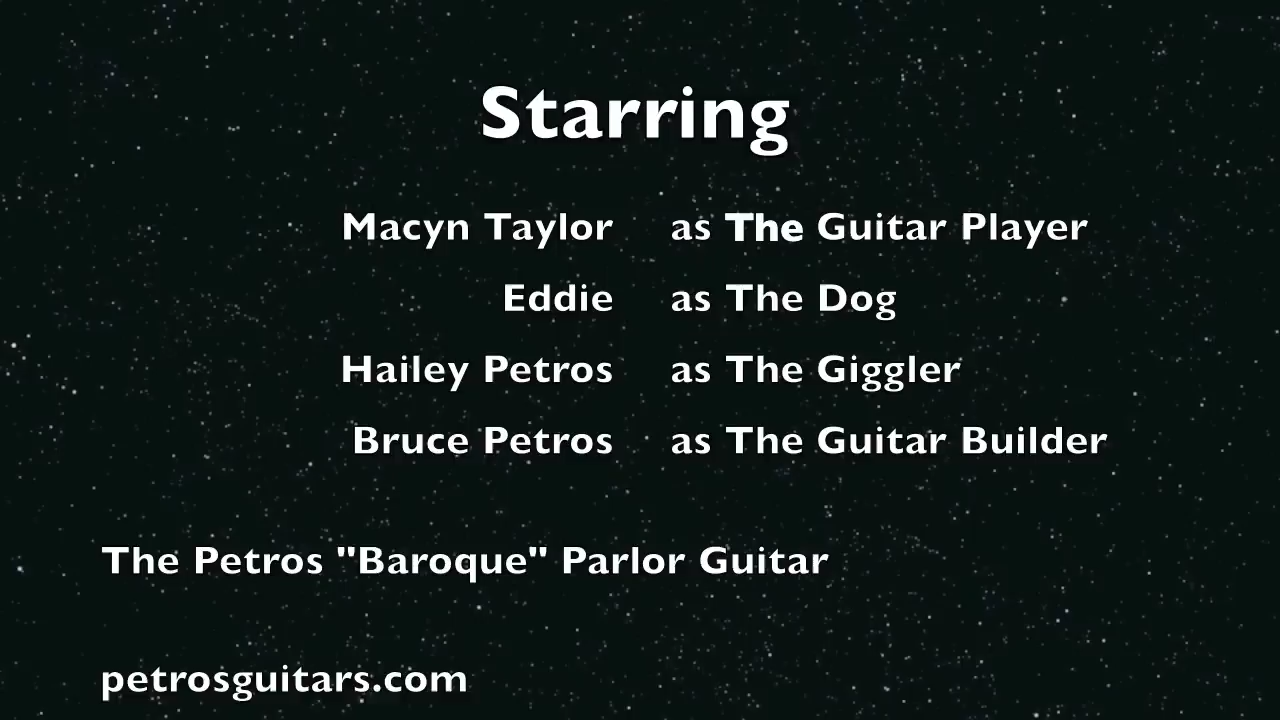 Starring
Macyn Taylor as The Guitar Player
Eddie as The Dog
Hailey Petros as The Giggler
Bruce Petros as The Guitar Builder
The Petros "Baroque" Parlor Guitar
petrosguitars.com